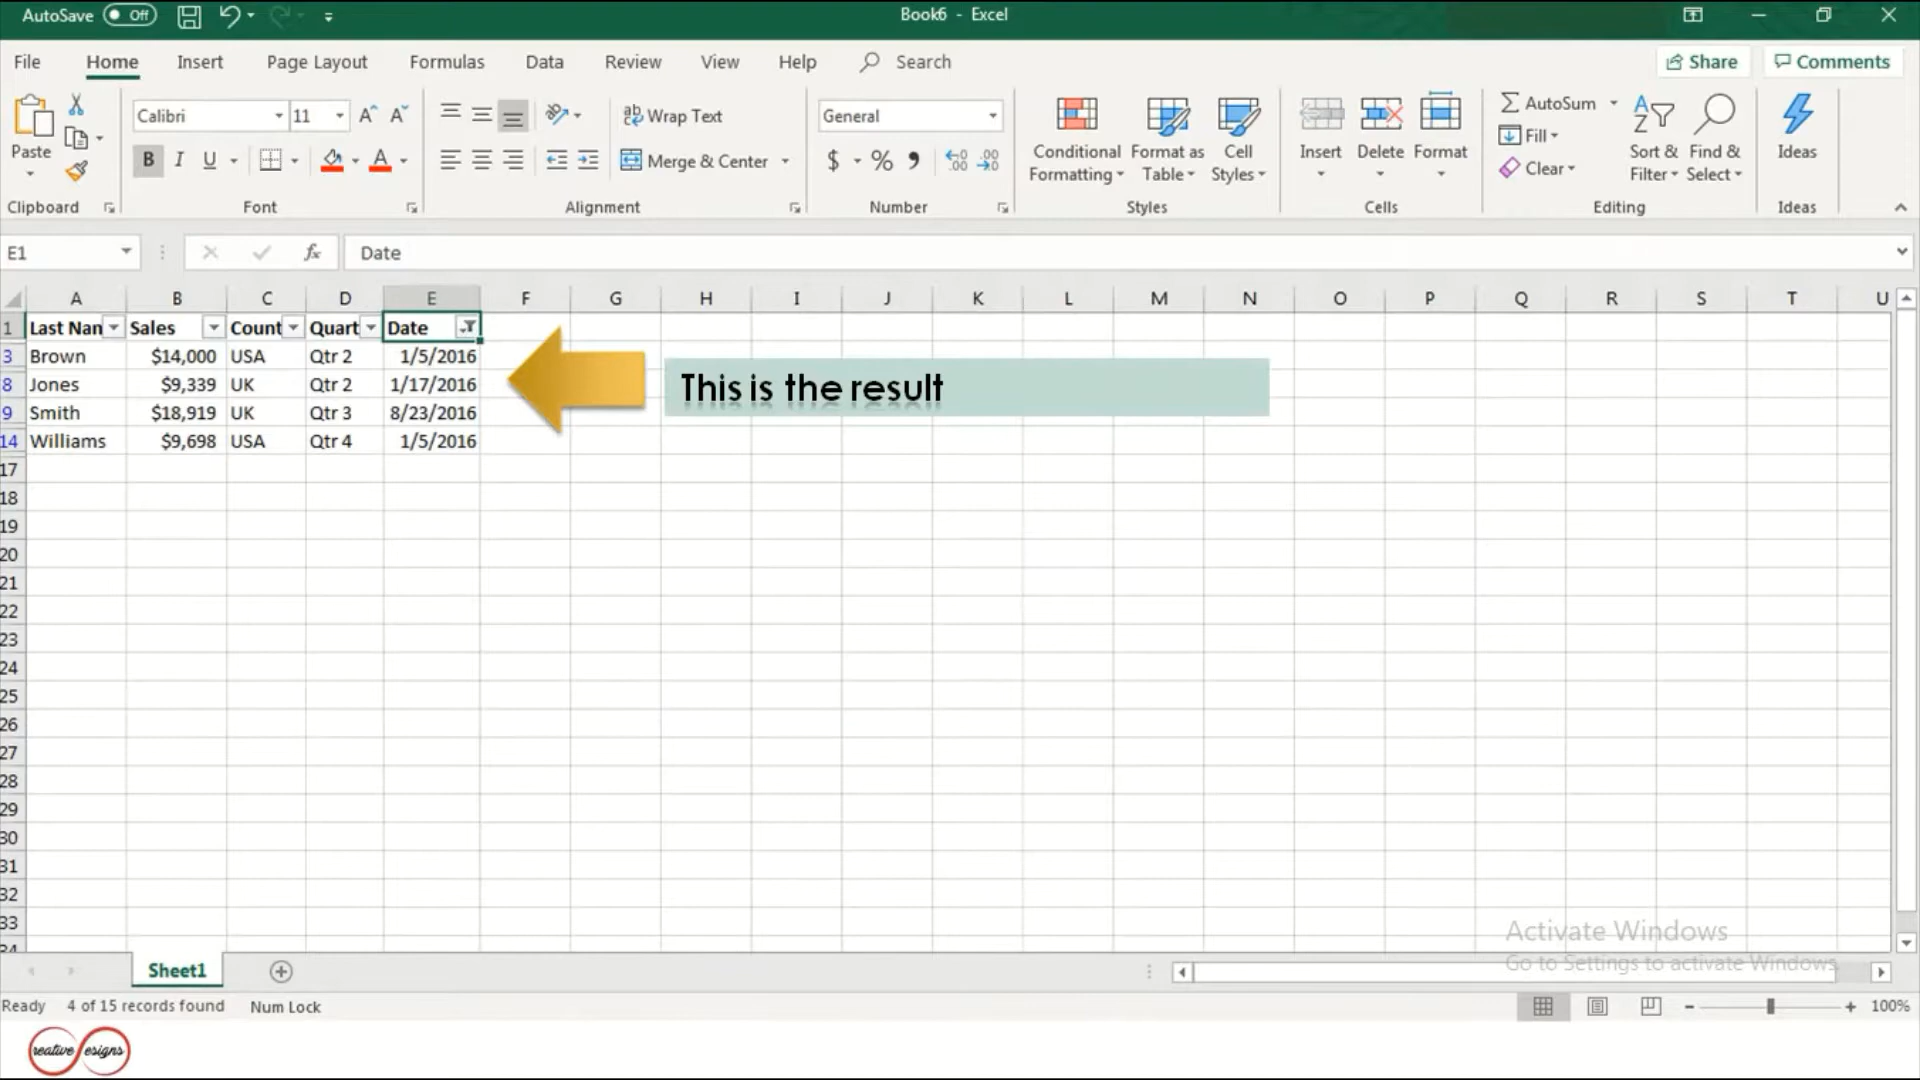 AutoSave Off Book6 - Excel
File Home Insert Page Layout Formulas Data Review View Help Search Share Comments
Paste
Calibri 11
Wrap Text
General
B I U
Merge & Center
$ % 9
Conditional Formatting
Format as Table
Cell Styles
Insert Delete Format
AutoSum
Fill
Clear
Sort & Filter
Find & Select
Ideas
Clipboard Font Alignment Number Styles Cells Editing Ideas
E1 fx Date
A B C D E F G H I J K L M N O P Q R S T U
1 Last Nan Sales Count Quart Date
3 Brown $14,000 USA Qtr 2 1/5/2016
8 Jones $9,339 UK Qtr 2 1/17/2016
9 Smith $18,919 UK Qtr 3 8/23/2016
14 Williams $9,698 USA Qtr 4 1/5/2016
This is the result
17
18
19
20
21
22
23
24
25
26
27
28
29
30
31
32
33
34
Activate Windows
Go to Settings to activate Windows.
Sheet1
Ready 4 of 15 records found Num Lock 100%
reative esigns